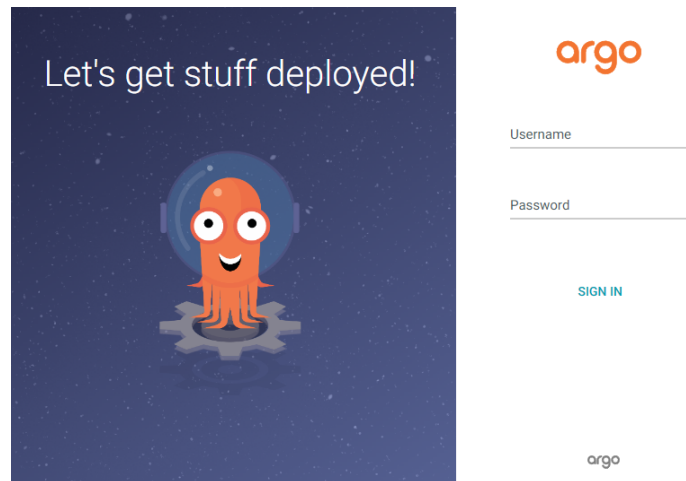 Let's get stuff deployed!
argo
Username
Password
SIGN IN
argo